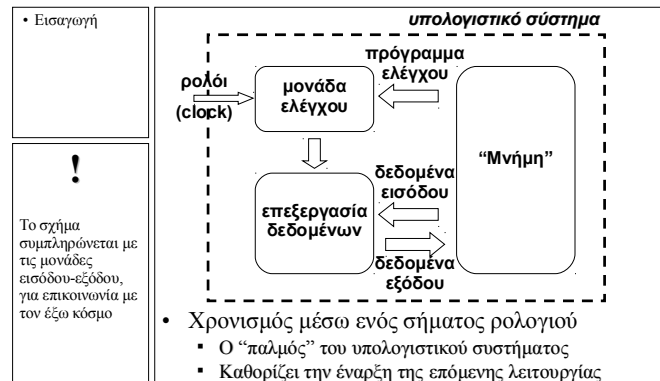 • Εισαγωγή
!
Το σχήμα
συμπληρώνεται με
τις μονάδες
εισόδου-εξόδου,
για επικοινωνία με
τον έξω κόσμο
υπολογιστικό σύστημα
πρόγραμμα
ελέγχου
ρολόι
(clock)
μονάδα
ελέγχου
“Μνήμη”
δεδομένα
εισόδου
επεξεργασία
δεδομένων
δεδομένα
εξόδου
• Χρονισμός μέσω ενός σήματος ρολογιού
▪ Ο “παλμός” του υπολογιστικού συστήματος
▪ Καθορίζει την έναρξη της επόμενης λειτουργίας